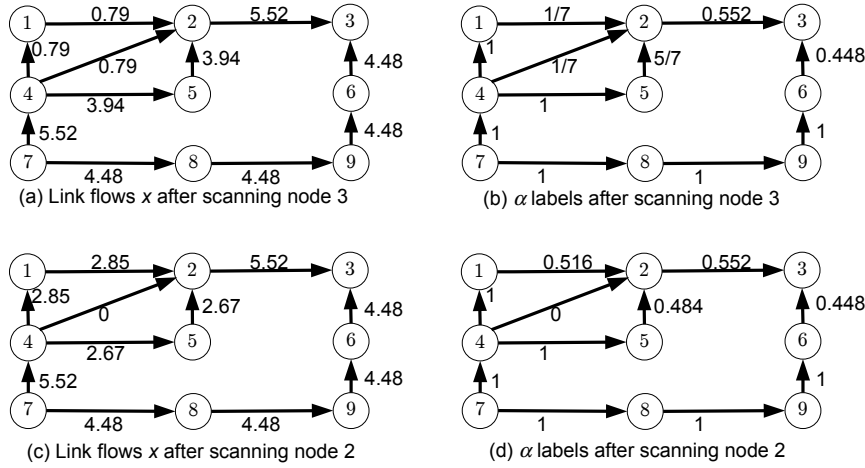 1 0.79 2 5.52 3
0.79 0.79 3.94 4.48
4 3.94 5 6
5.52 4.48
7 4.48 8 4.48 9
(a) Link flows x after scanning node 3
1 1/7 2 0.552 3
1 1/7 5/7 0.448
4 1 5 6
1 1
7 1 8 1 9
(b) α labels after scanning node 3
1 2.85 2 5.52 3
2.85 0 2.67 4.48
4 2.67 5 6
5.52 4.48
7 4.48 8 4.48 9
(c) Link flows x after scanning node 2
1 0.516 2 0.552 3
1 0 0.484 0.448
4 1 5 6
1 1
7 1 8 1 9
(d) α labels after scanning node 2